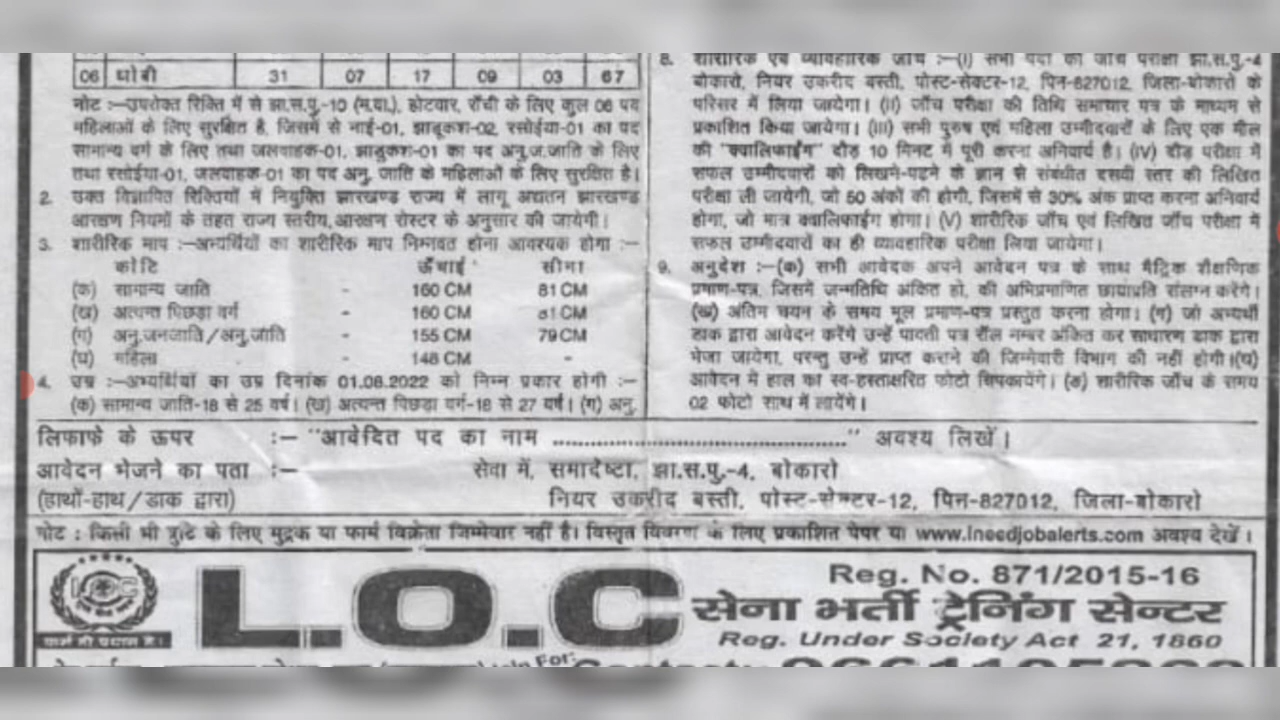 06 धोबी 31 07 17 09 03 67
नोट :–उपरोक्त रिक्ति में से झा.स.पु.-10 (म.वा.), होटवार, राँची के लिए कुल 06 पद
महिलाओं के लिए सुरक्षित है, जिसमें से नाई-01, झाडूकश-02, रसोईया-01 का पद
सामान्य वर्ग के लिए तथा जलवाहक-01, झाडूकश-01 का पद अनु.ज.जाति के लिए
तथा रसोईया-01, जलवाहक-01 का पद अनु. जाति के महिलाओं के लिए सुरक्षित है।
2. उक्त विज्ञापित रिक्तियों में नियुक्ति झारखण्ड राज्य में लागू अद्यतन झारखण्ड
आरक्षण नियमों के तहत राज्य स्तरीय, आरक्षण रोस्टर के अनुसार की जायेगी।
3. शारीरिक माप :–अभ्यर्थियों का शारीरिक माप निम्नवत होना आवश्यक होगा :–
कोटि ऊँचाई सीना
(क) सामान्य जाति - 160 CM 81 CM
(ख) अत्यन्त पिछड़ा वर्ग - 160 CM 81 CM
(ग) अनु.जनजाति/अनु.जाति - 155 CM 79 CM
(घ) महिला - 148 CM -
4. उम्र :–अभ्यर्थियों का उम्र दिनांक 01.08.2022 को निम्न प्रकार होगी :–
(क) सामान्य जाति-18 से 25 वर्ष। (ख) अत्यन्त पिछड़ा वर्ग-18 से 27 वर्ष। (ग) अनु.
8. शारीरिक एवं व्यावहारिक जाँच :–(I) सभी पदों का जाँच परीक्षा झा.स.पु.-4
बोकारो, नियर उकरीद बस्ती, पोस्ट-सेक्टर-12, पिन-827012, जिला-बोकारो के
परिसर में लिया जायेगा। (II) जाँच परीक्षा की तिथि समाचार पत्र के माध्यम से
प्रकाशित किया जायेगा। (III) सभी पुरुष एवं महिला उम्मीदवारों के लिए एक मील
की "क्वालिफाईंग" दौड़ 10 मिनट में पूरी करना अनिवार्य है। (IV) दौड़ परीक्षा में
सफल उम्मीदवारों को लिखने-पढ़ने के ज्ञान से संबंधीत दसवीं स्तर की लिखित
परीक्षा ली जायेगी, जो 50 अंकों की होगी, जिसमें से 30% अंक प्राप्त करना अनिवार्य
होगा, जो मात्र क्वालिफाईंग होगा। (V) शारीरिक जाँच एवं लिखित जाँच परीक्षा में
सफल उम्मीदवारों का ही व्यावहारिक परीक्षा लिया जायेगा।
9. अनुदेश :–(क) सभी आवेदक अपने आवेदन पत्र के साथ मैट्रिक शैक्षणिक
प्रमाण-पत्र, जिसमें जन्मतिथि अंकित हो, की अभिप्रमाणित छायाप्रति संलग्न करेंगे।
(ख) अंतिम चयन के समय मूल प्रमाण-पत्र प्रस्तुत करना होगा। (ग) जो अभ्यर्थी
डाक द्वारा आवेदन करेंगे उन्हें पावती पत्र रौल नम्बर अंकित कर साधारण डाक द्वारा
भेजा जायेगा, परन्तु उन्हें प्राप्त कराने की जिम्मेवारी विभाग की नहीं होगी।(घ)
आवेदन में हाल का स्व-हस्ताक्षरित फोटो चिपकायेंगे। (ङ) शारीरिक जाँच के समय
02 फोटो साथ में लायेंगे।
लिफाफे के ऊपर :– "आवेदित पद का नाम ............................................" अवश्य लिखें।
आवेदन भेजने का पता :– सेवा में, समादेष्टा, झा.स.पु.-4, बोकारो
(हाथों-हाथ/डाक द्वारा) नियर उकरीद बस्ती, पोस्ट-सेक्टर-12, पिन-827012, जिला-बोकारो
नोट : किसी भी त्रुटि के लिए मुद्रक या फार्म विक्रेता जिम्मेवार नहीं है। विस्तृत विवरण के लिए प्रकाशित पेपर या www.Ineedjobalerts.com अवश्य देखें।
L.O.C
Reg. No. 871/2015-16
सेना भर्ती ट्रेनिंग सेन्टर
Reg. Under Society Act 21, 1860